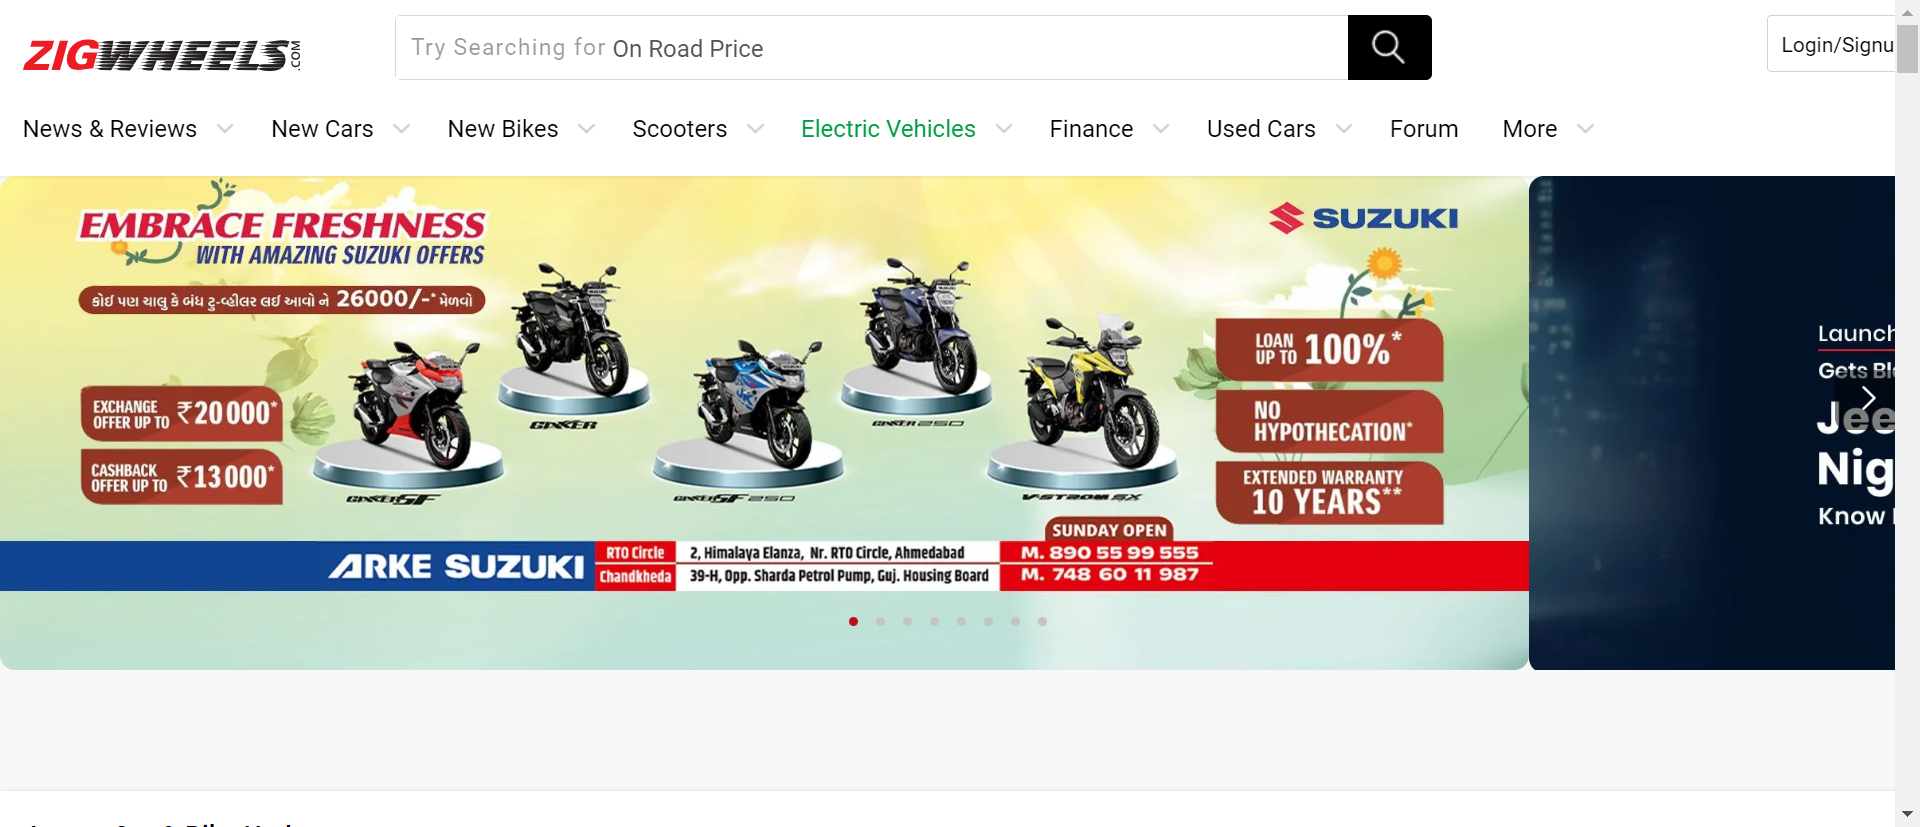 ZIGWHEELS.COM
Try Searching for On Road Price
Login/Signu
News & Reviews
New Cars
New Bikes
Scooters
Electric Vehicles
Finance
Used Cars
Forum
More
EMBRACE FRESHNESS
WITH AMAZING SUZUKI OFFERS
કોઈ પણ ચાલુ કે બંધ ટુ-વ્હીલર લઈ આવો ને 26000/-* મેળવો
EXCHANGE
OFFER UP TO ₹20000*
CASHBACK
OFFER UP TO ₹13000*
GIXXER SF
GIXXER
GIXXER SF 250
GIXXER 250
V-STROM SX
SUZUKI
LOAN
UP TO 100%*
NO
HYPOTHECATION*
EXTENDED WARRANTY
10 YEARS**
SUNDAY OPEN
ARKE SUZUKI
RTO Circle
2, Himalaya Elanza, Nr. RTO Circle, Ahmedabad
M. 890 55 99 555
Chandkheda
39-H, Opp. Sharda Petrol Pump, Guj. Housing Board
M. 748 60 11 987
Launch
Gets Bl
Jee
Nig
Know